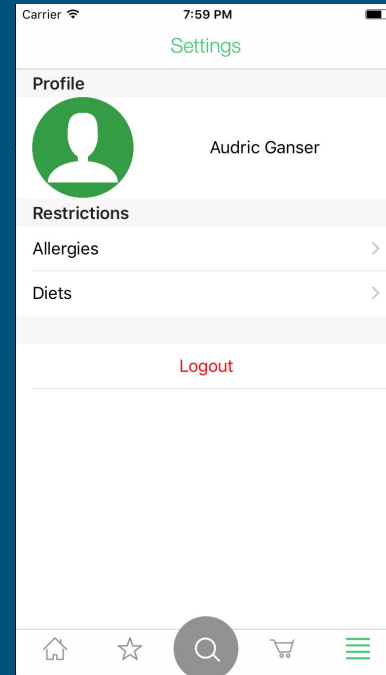 Carrier 7:59 PM
Settings
Profile
Audric Ganser
Restrictions
Allergies
Diets
Logout